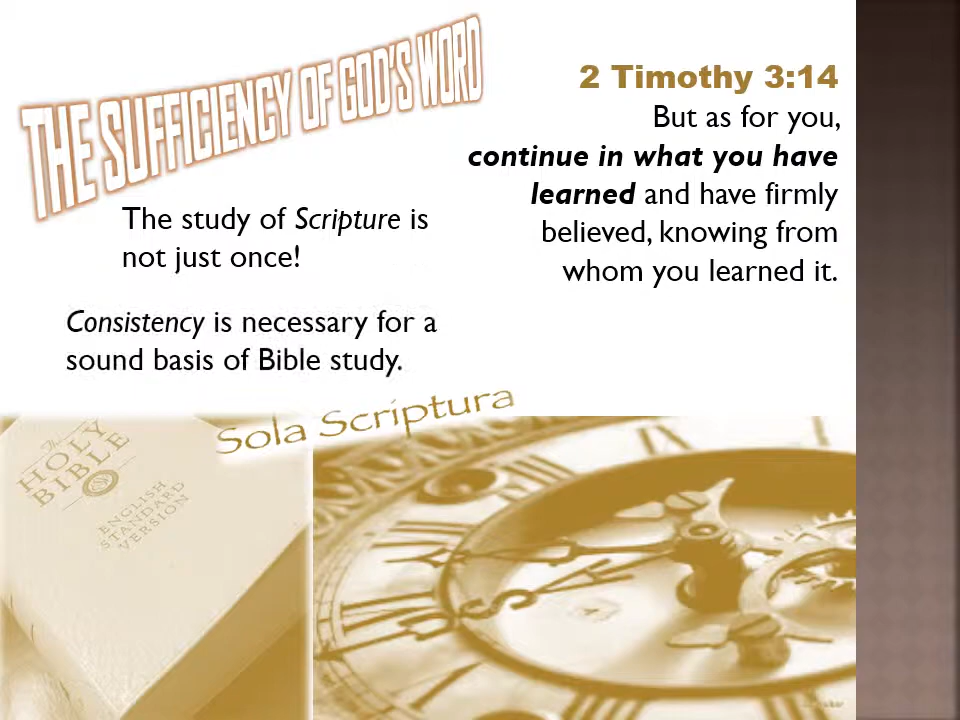 THE SUFFICIENCY OF GOD'S WORD
The study of Scripture is
not just once!
Consistency is necessary for a
sound basis of Bible study.
2 Timothy 3:14
But as for you,
continue in what you have
learned and have firmly
believed, knowing from
whom you learned it.
Sola Scriptura
The
HOLY
BIBLE
ENGLISH
STANDARD
VERSION